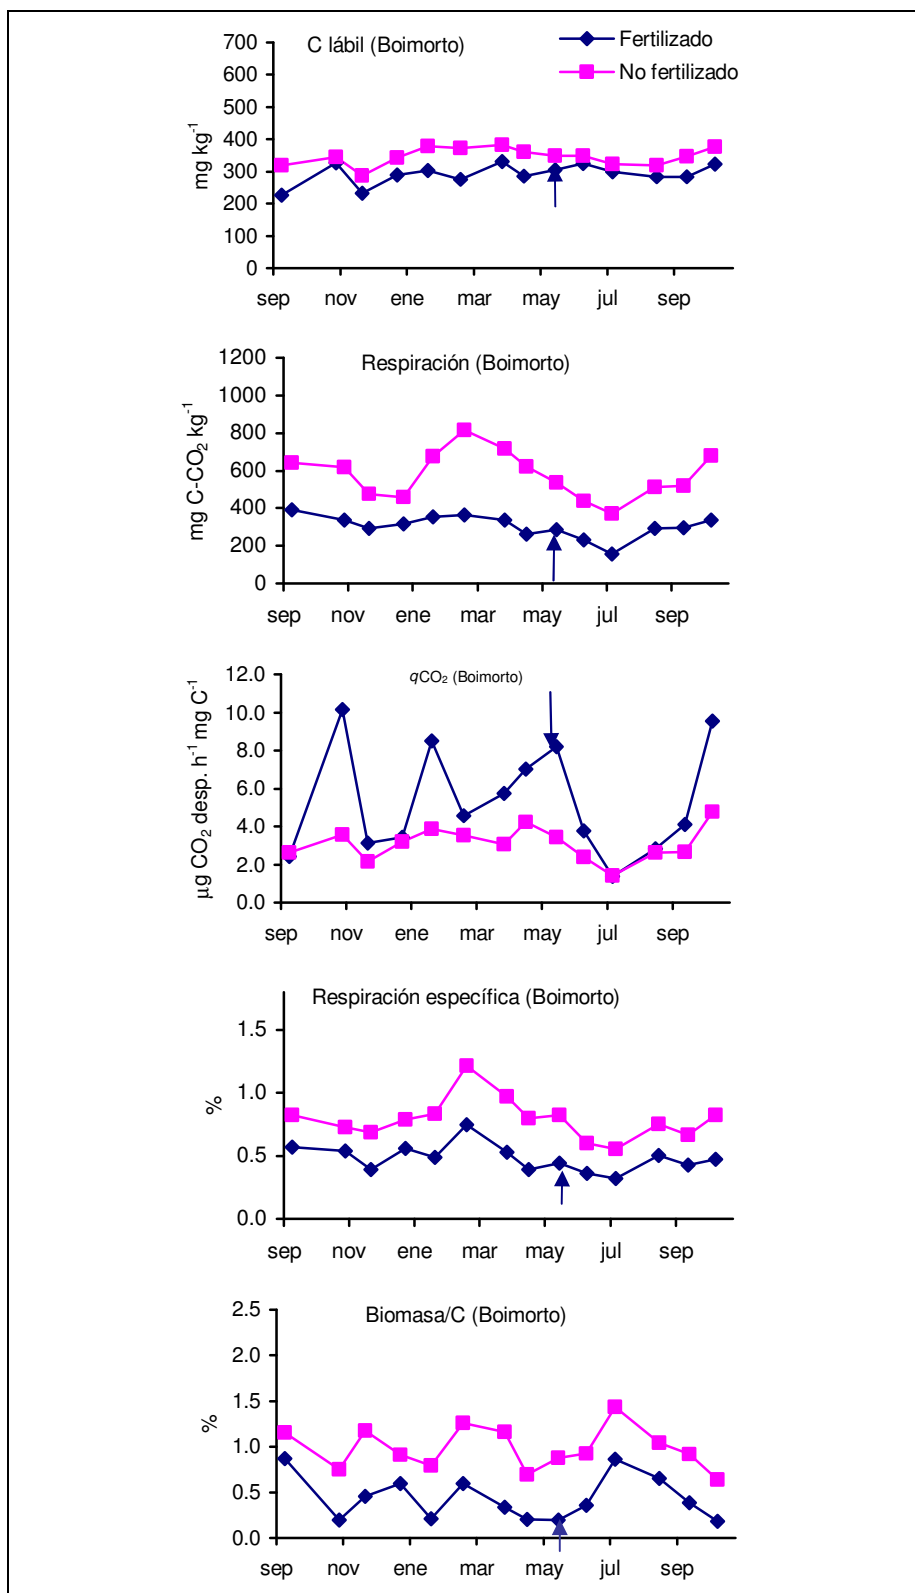 C lábil (Boimorto)
Fertilizado
No fertilizado
700
600
500
400
300
200
100
0
mg kg⁻¹
sep nov ene mar may jul sep
Respiración (Boimorto)
1200
1000
800
600
400
200
0
mg C-CO₂ kg⁻¹
sep nov ene mar may jul sep
qCO₂ (Boimorto)
12.0
10.0
8.0
6.0
4.0
2.0
0.0
µg CO₂ desp. h⁻¹ mg C⁻¹
sep nov ene mar may jul sep
Respiración específica (Boimorto)
1.5
1.0
0.5
0.0
%
sep nov ene mar may jul sep
Biomasa/C (Boimorto)
2.5
2.0
1.5
1.0
0.5
0.0
%
sep nov ene mar may jul sep